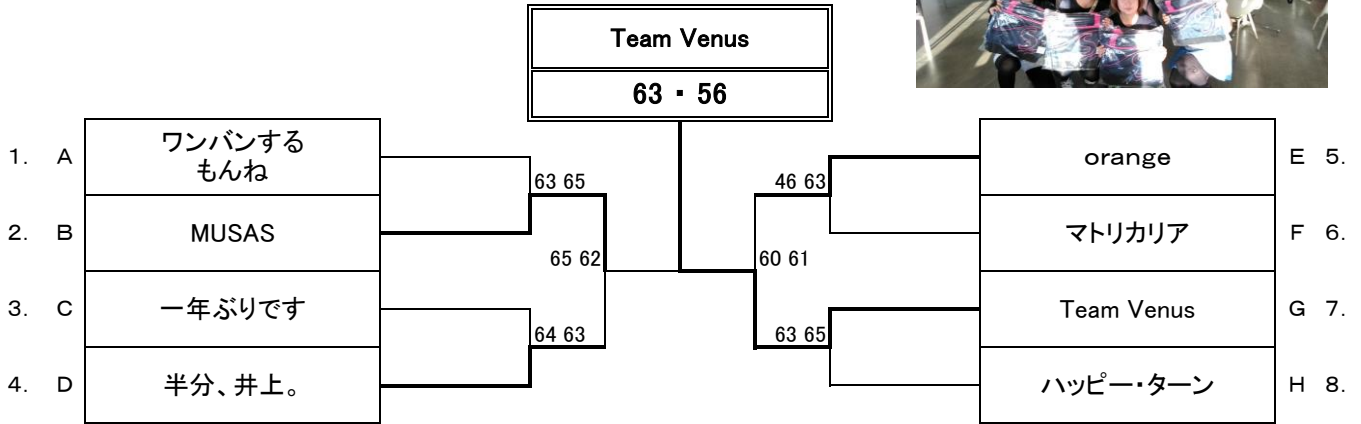 Team Venus
63 ・ 56
1. A ワンバンする
もんね
63 65
2. B MUSAS
65 62
3. C 一年ぶりです
64 63
4. D 半分、井上。
orange E 5.
46 63
マトリカリア F 6.
60 61
Team Venus G 7.
63 65
ハッピー・ターン H 8.